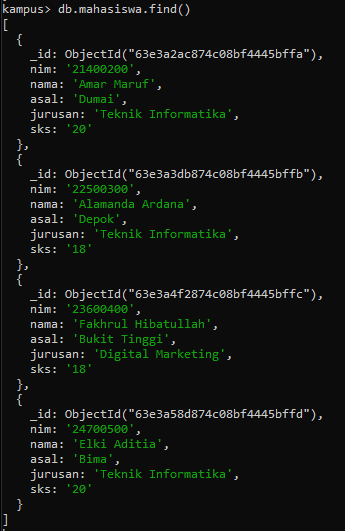 kampus> db.mahasiswa.find()
[
  {
    _id: ObjectId("63e3a2ac874c08bf4445bffa"),
    nim: '21400200',
    nama: 'Amar Maruf',
    asal: 'Dumai',
    jurusan: 'Teknik Informatika',
    sks: '20'
  },
  {
    _id: ObjectId("63e3a3db874c08bf4445bffb"),
    nim: '22500300',
    nama: 'Alamanda Ardana',
    asal: 'Depok',
    jurusan: 'Teknik Informatika',
    sks: '18'
  },
  {
    _id: ObjectId("63e3a4f2874c08bf4445bffc"),
    nim: '23600400',
    nama: 'Fakhrul Hibatullah',
    asal: 'Bukit Tinggi',
    jurusan: 'Digital Marketing',
    sks: '18'
  },
  {
    _id: ObjectId("63e3a58d874c08bf4445bffd"),
    nim: '24700500',
    nama: 'Elki Aditia',
    asal: 'Bima',
    jurusan: 'Teknik Informatika',
    sks: '20'
  }
]